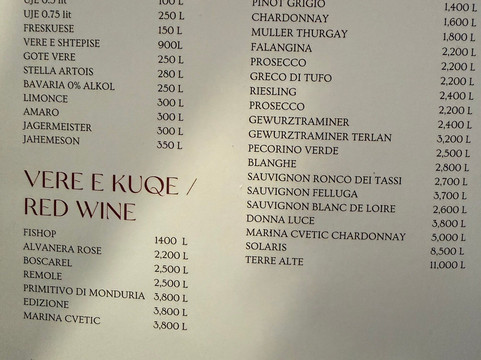 UJE 0.5 lit 100 L
UJE 0.75 lit 250 L
FRESKUESE 150 L
VERE E SHTEPISE 900L
GOTE VERE 250 L
STELLA ARTOIS 280 L
BAVARIA 0% ALKOL 250 L
LIMONCE 300 L
AMARO 300 L
JAGERMEISTER 300 L
JAHEMESON 350 L
VERE E KUQE /
RED WINE
FISHOP 1400 L
ALVANERA ROSE 2,200 L
BOSCAREL 2,500 L
REMOLE 2,500 L
PRIMITIVO DI MONDURIA 3,800 L
EDIZIONE 3,800 L
MARINA CVETIC 3,800 L
PINOT GRIGIO 1,400 L
CHARDONNAY 1,600 L
MULLER THURGAY 1,800 L
FALANGINA 2,200 L
PROSECCO 2,200 L
GRECO DI TUFO 2,200 L
RIESLING 2,400 L
PROSECCO 2,200 L
GEWURZTRAMINER 2,400 L
GEWURZTRAMINER TERLAN 3,200 L
PECORINO VERDE 2,500 L
BLANGHE 2,800 L
SAUVIGNON RONCO DEI TASSI 2,700 L
SAUVIGNON FELLUGA 3,700 L
SAUVIGNON BLANC DE LOIRE 2,600 L
DONNA LUCE 3,800 L
MARINA CVETIC CHARDONNAY 5,000 L
SOLARIS 8,500 L
TERRE ALTE 11,000 L